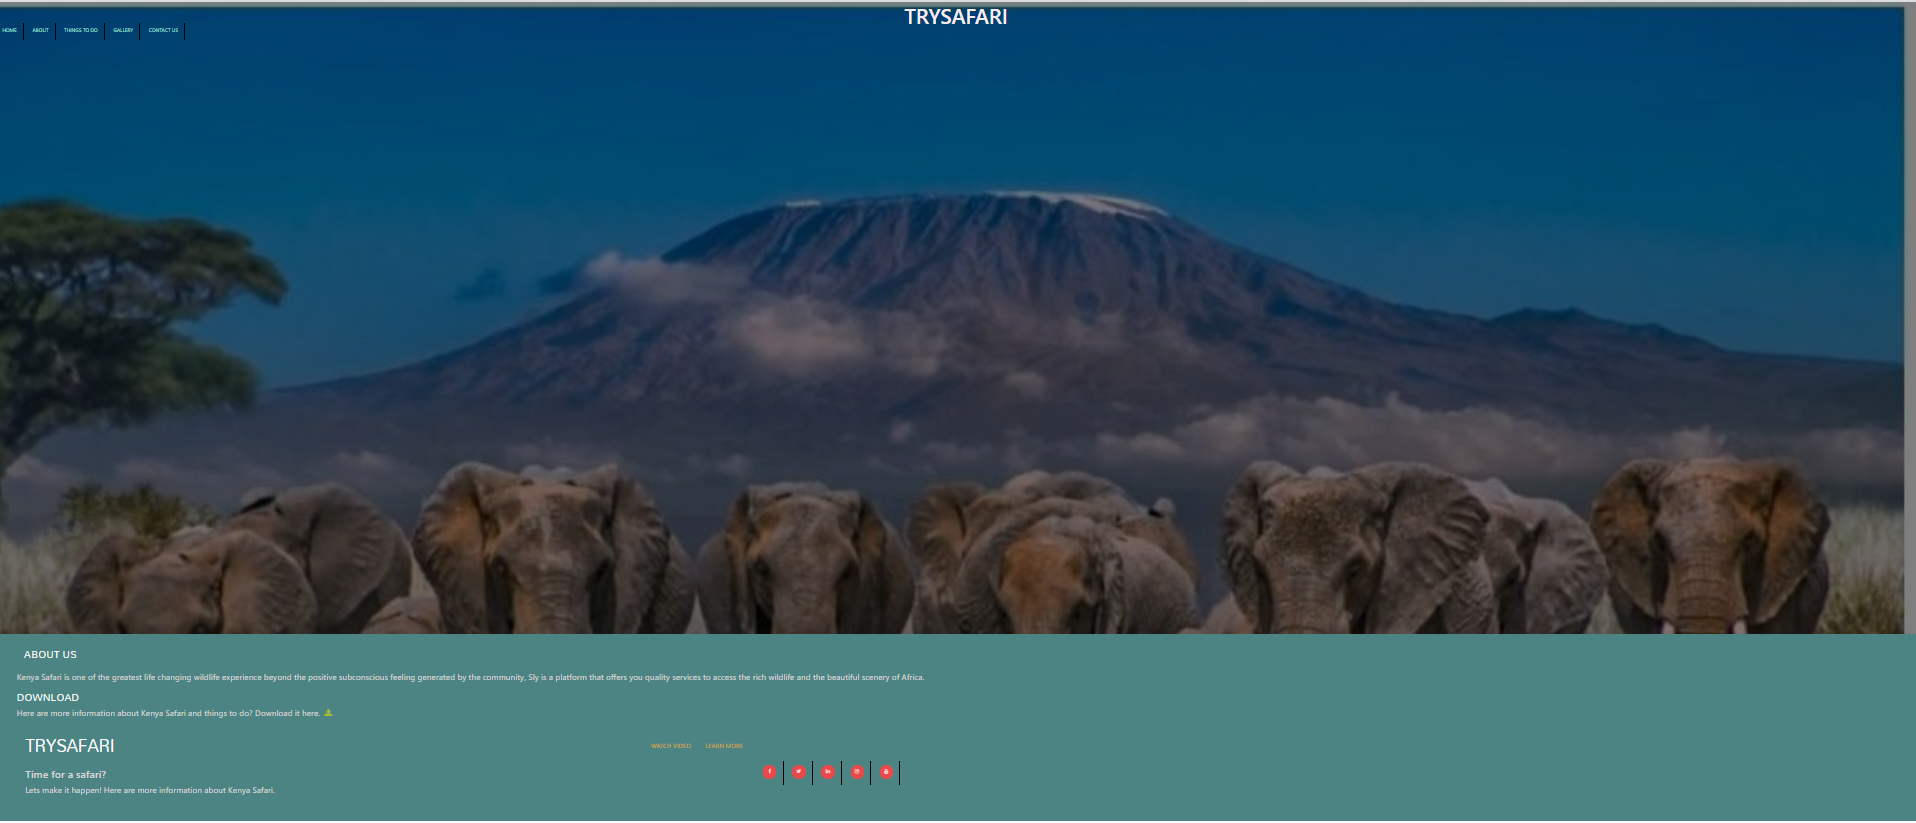 TRYSAFARI
HOME ABOUT THINGS TO DO GALLERY CONTACT US
ABOUT US
Kenya Safari is one of the greatest life changing wildlife experience beyond the positive subconscious feeling generated by the community, Sly is a platform that offers you quality services to access the rich wildlife and the beautiful scenery of Africa.
DOWNLOAD
Here are more information about Kenya Safari and things to do? Download it here.
TRYSAFARI
WATCH VIDEO LEARN MORE
Time for a safari?
Lets make it happen! Here are more information about Kenya Safari.